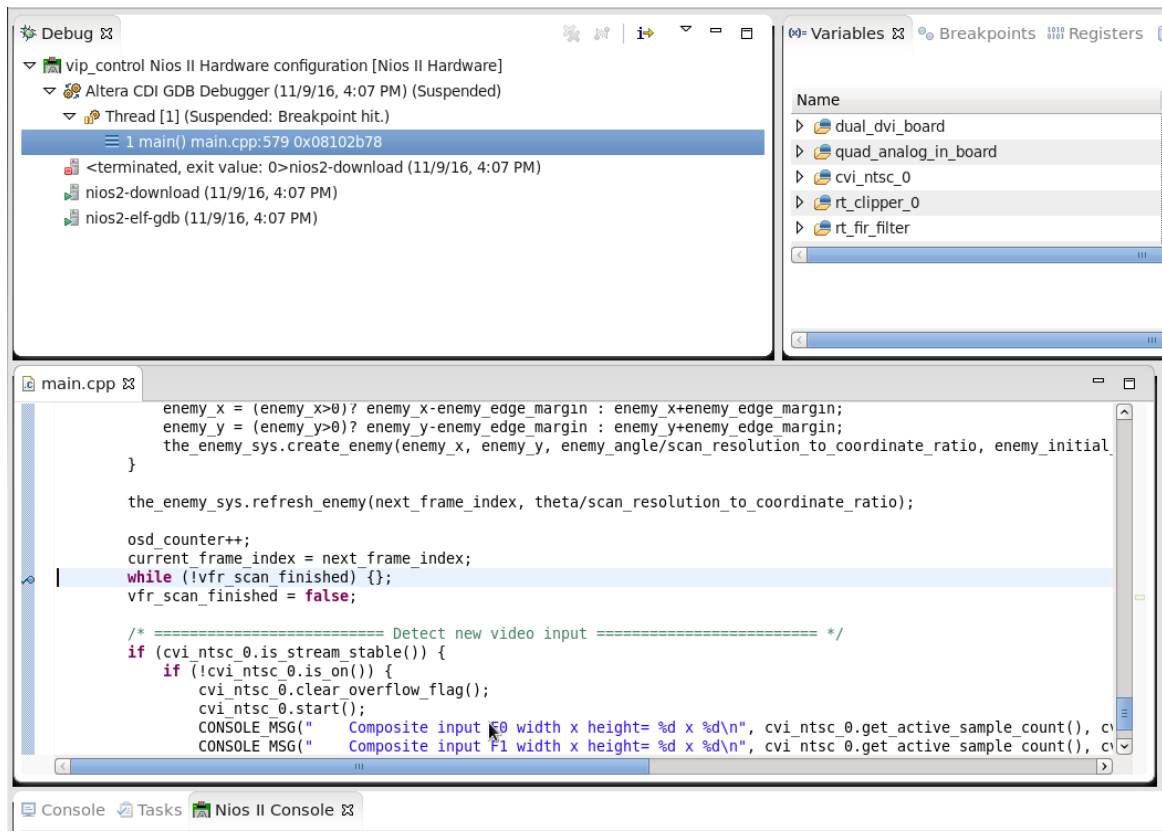 Debug
vip_control Nios II Hardware configuration [Nios II Hardware]
Altera CDI GDB Debugger (11/9/16, 4:07 PM) (Suspended)
Thread [1] (Suspended: Breakpoint hit.)
1 main() main.cpp:579 0x08102b78
<terminated, exit value: 0>nios2-download (11/9/16, 4:07 PM)
nios2-download (11/9/16, 4:07 PM)
nios2-elf-gdb (11/9/16, 4:07 PM)
(x)= Variables Breakpoints Registers
Name
dual_dvi_board
quad_analog_in_board
cvi_ntsc_0
rt_clipper_0
rt_fir_filter
main.cpp
enemy_x = (enemy_x>0)? enemy_x-enemy_edge_margin : enemy_x+enemy_edge_margin;
enemy_y = (enemy_y>0)? enemy_y-enemy_edge_margin : enemy_y+enemy_edge_margin;
the_enemy_sys.create_enemy(enemy_x, enemy_y, enemy_angle/scan_resolution_to_coordinate_ratio, enemy_initial_
}
the_enemy_sys.refresh_enemy(next_frame_index, theta/scan_resolution_to_coordinate_ratio);
osd_counter++;
current_frame_index = next_frame_index;
while (!vfr_scan_finished) {};
vfr_scan_finished = false;
/* ========================== Detect new video input ========================= */
if (cvi_ntsc_0.is_stream_stable()) {
if (!cvi_ntsc_0.is_on()) {
cvi_ntsc_0.clear_overflow_flag();
cvi_ntsc_0.start();
CONSOLE_MSG("    Composite input F0 width x height= %d x %d\n", cvi_ntsc_0.get_active_sample_count(), c
CONSOLE_MSG("    Composite input F1 width x height= %d x %d\n", cvi_ntsc_0.get_active_sample_count(), c
Console Tasks Nios II Console